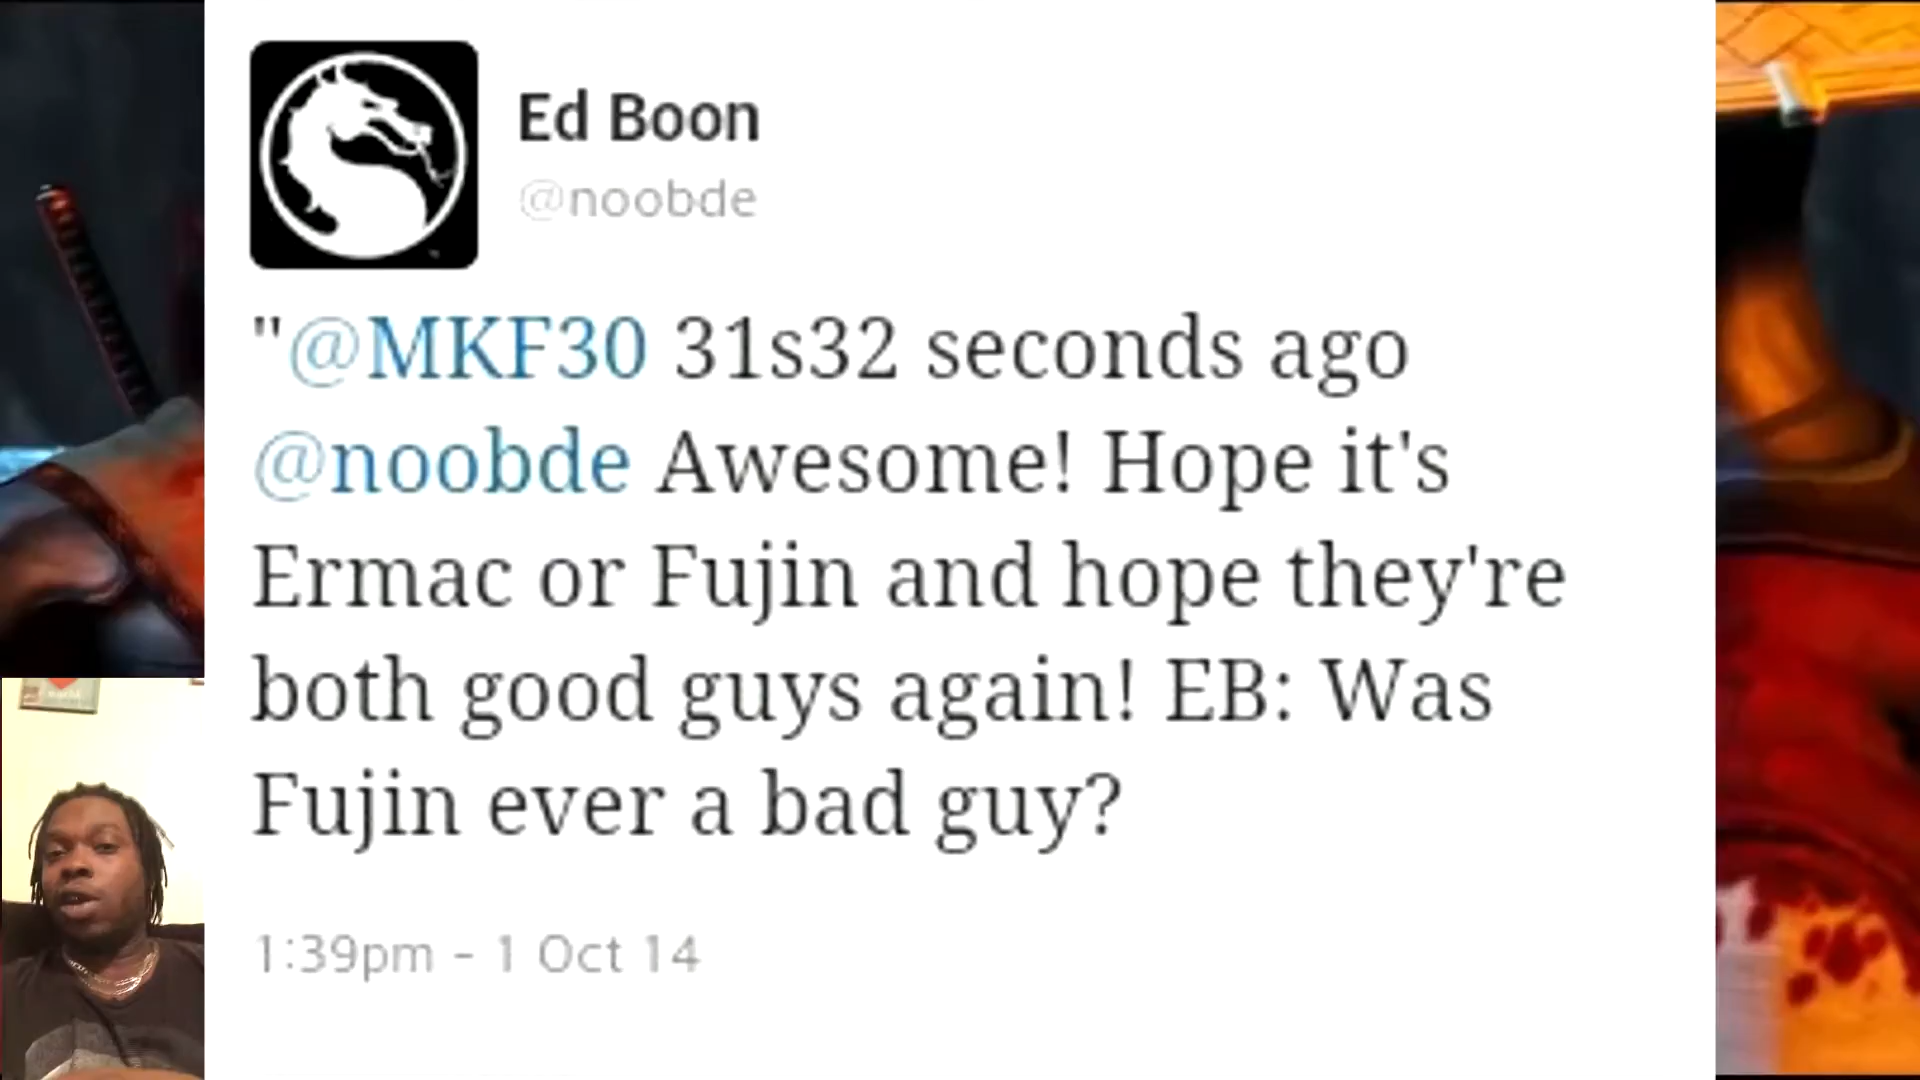 Ed Boon
@noobde
"@MKF30 31s32 seconds ago
@noobde Awesome! Hope it's
Ermac or Fujin and hope they're
both good guys again! EB: Was
Fujin ever a bad guy?
1:39pm - 1 Oct 14